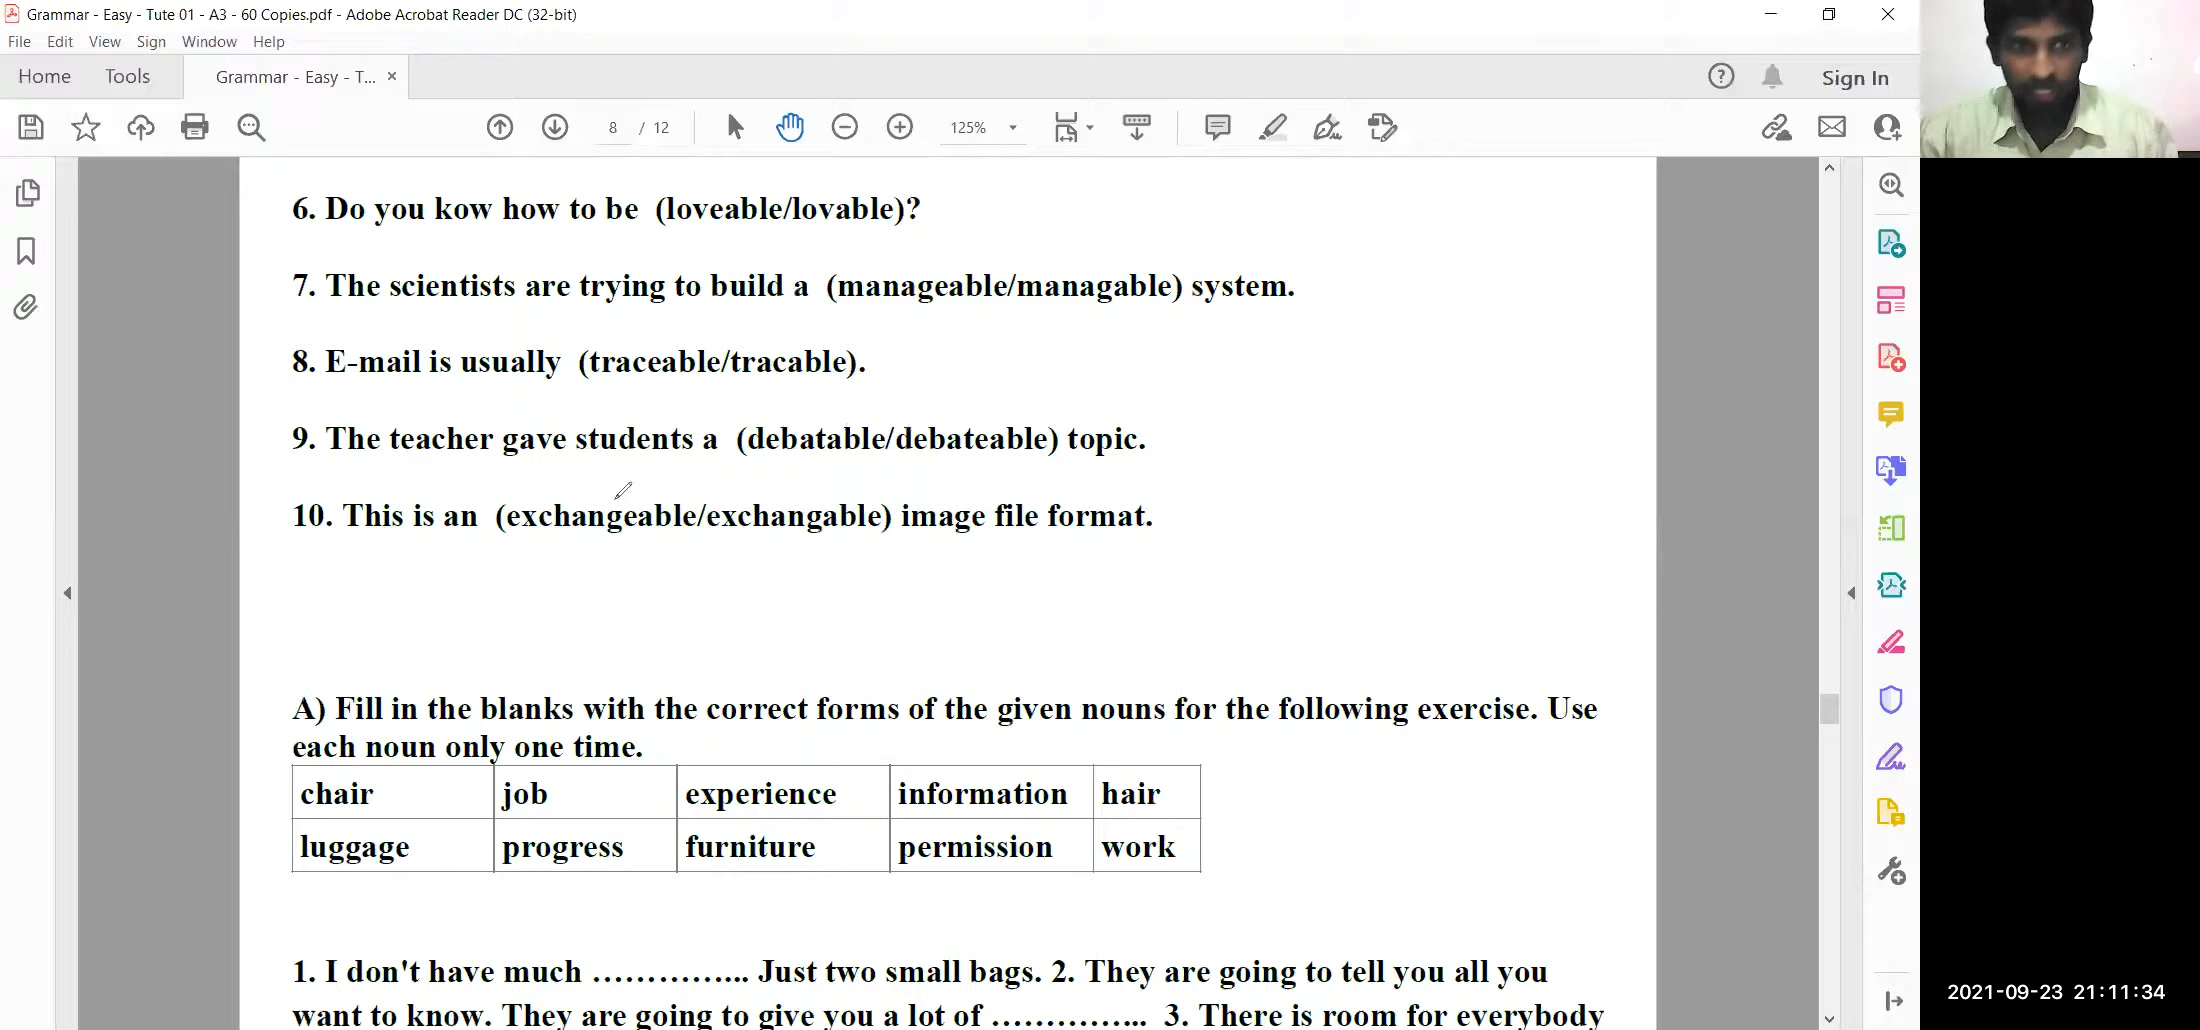 Grammar - Easy - Tute 01 - A3 - 60 Copies.pdf - Adobe Acrobat Reader DC (32-bit)
File Edit View Sign Window Help
Home Tools Grammar - Easy - T... × Sign In
8 / 12 125%
6. Do you kow how to be (loveable/lovable)?
7. The scientists are trying to build a (manageable/managable) system.
8. E-mail is usually (traceable/tracable).
9. The teacher gave students a (debatable/debateable) topic.
10. This is an (exchangeable/exchangable) image file format.
A) Fill in the blanks with the correct forms of the given nouns for the following exercise. Use
each noun only one time.
chair job experience information hair
luggage progress furniture permission work
1. I don't have much ................. Just two small bags. 2. They are going to tell you all you
want to know. They are going to give you a lot of ................. 3. There is room for everybody
2021-09-23 21:11:34